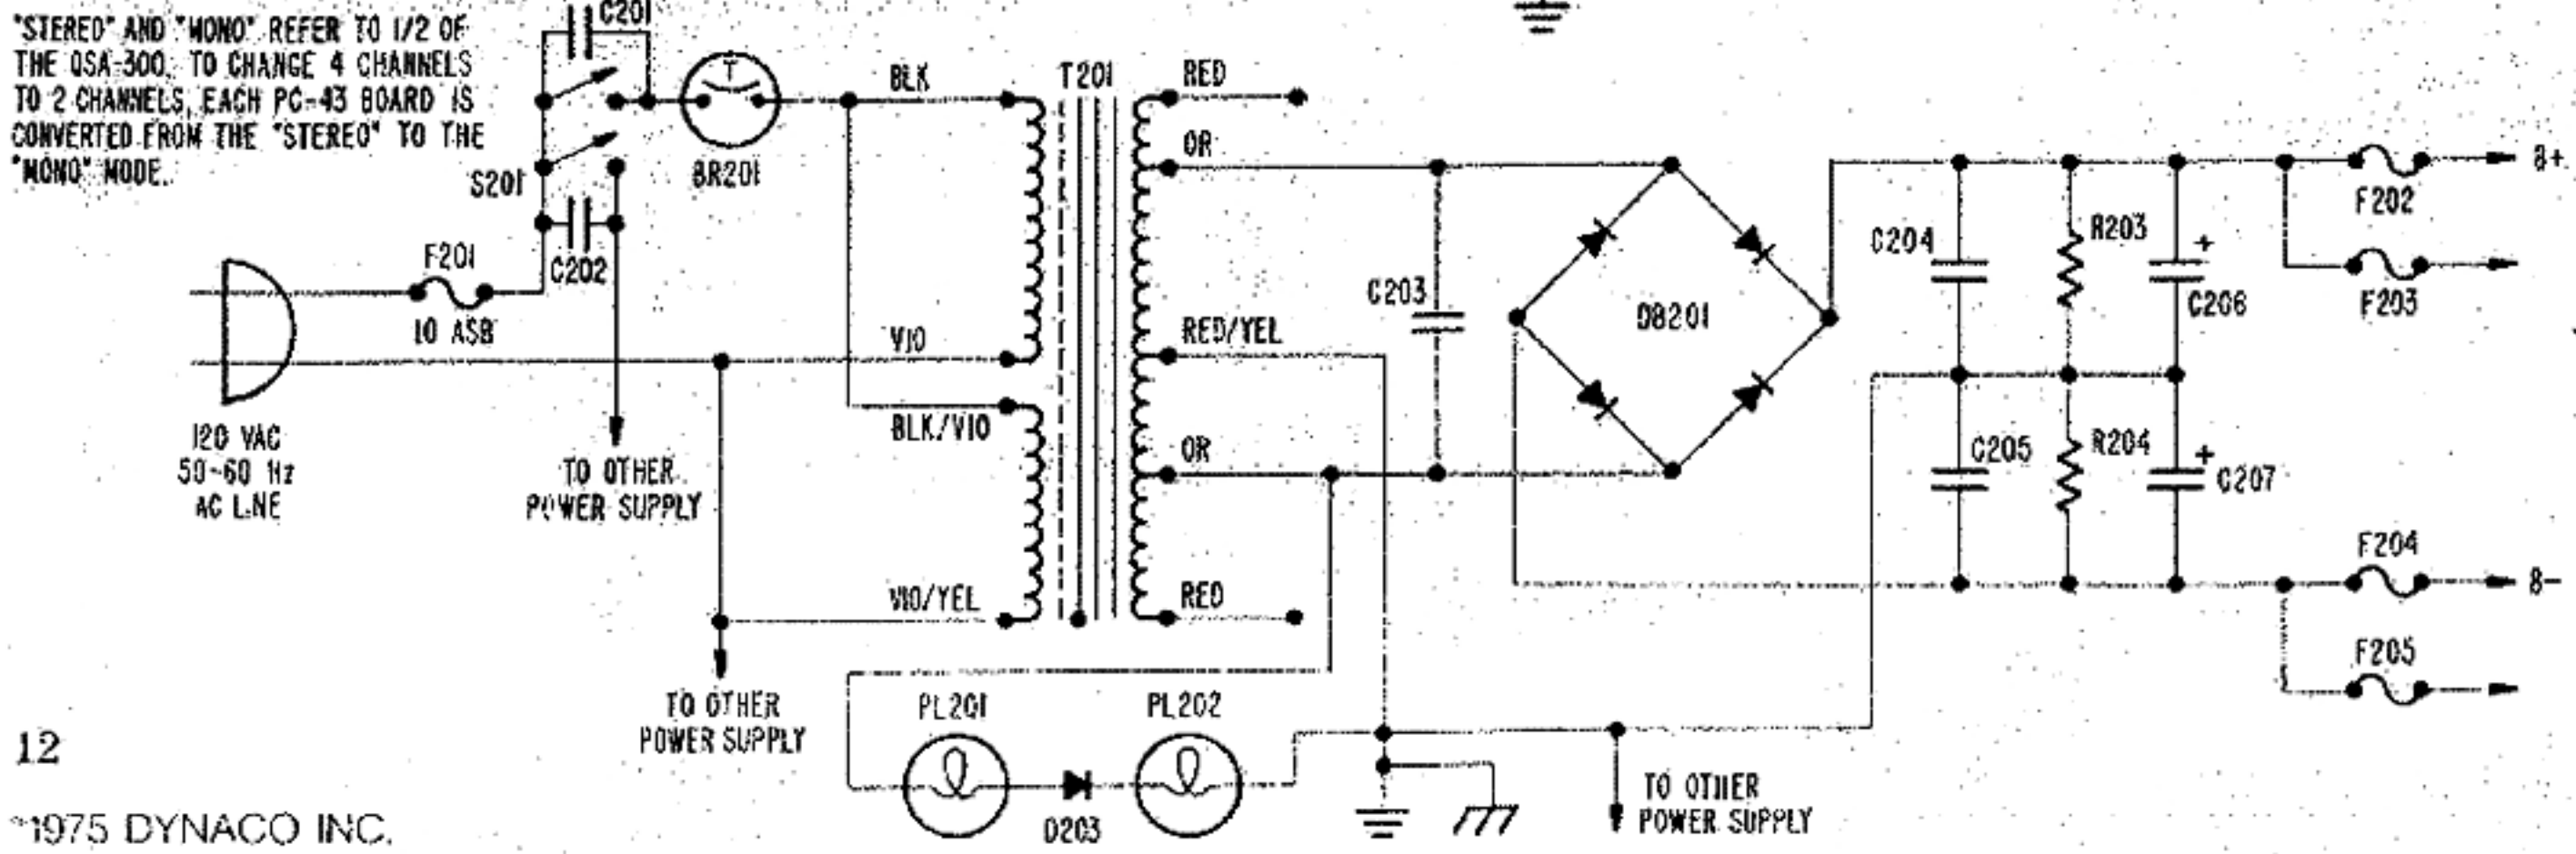 "STEREO" AND "MONO" REFER TO 1/2 OF
THE QSA-300. TO CHANGE 4 CHANNELS
TO 2 CHANNELS, EACH PC-43 BOARD IS
CONVERTED FROM THE "STEREO" TO THE
"MONO" MODE.
C201
S201
BR201
T
F201
10 ASB
C202
120 VAC
50-60 Hz
AC LINE
TO OTHER
POWER SUPPLY
TO OTHER
POWER SUPPLY
BLK
VIO
BLK/VIO
VIO/YEL
T201
RED
OR
RED/YEL
OR
RED
C203
DB201
C204
R203
+
C206
C205
R204
+
C207
F202
B+
F203
F204
B-
F205
PL201
D203
PL202
TO OTHER
POWER SUPPLY
12
1975 DYNACO INC.